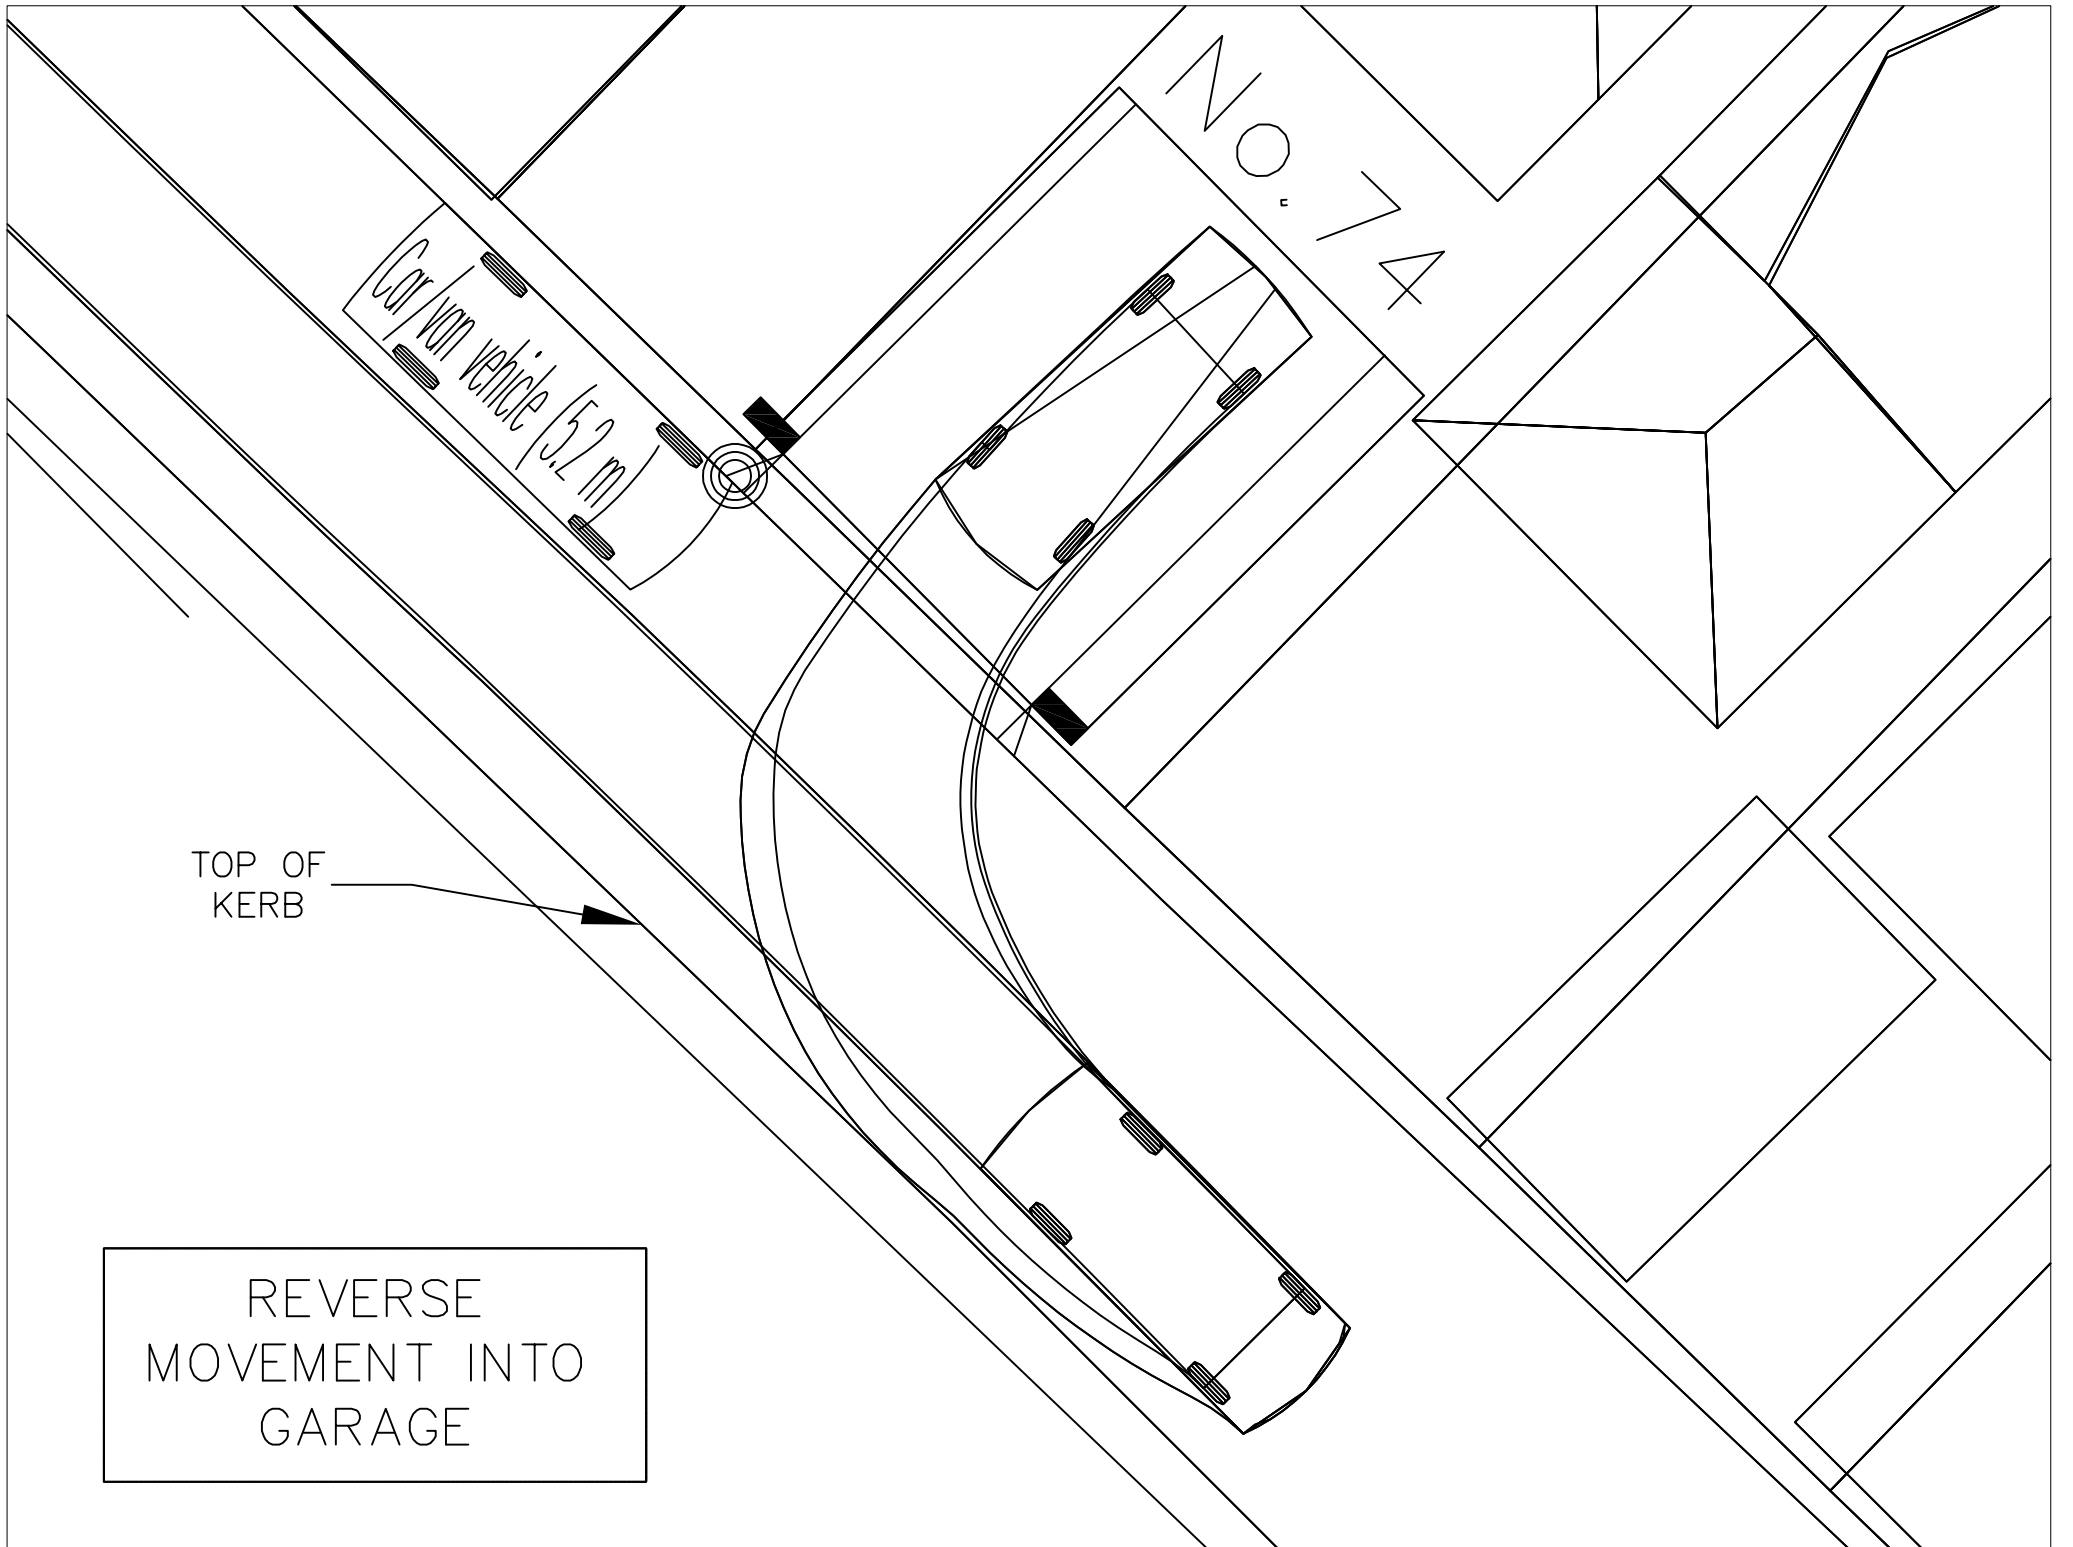 No. 74
Car/van vehicle (5.2 m)
TOP OF
KERB
REVERSE
MOVEMENT INTO
GARAGE